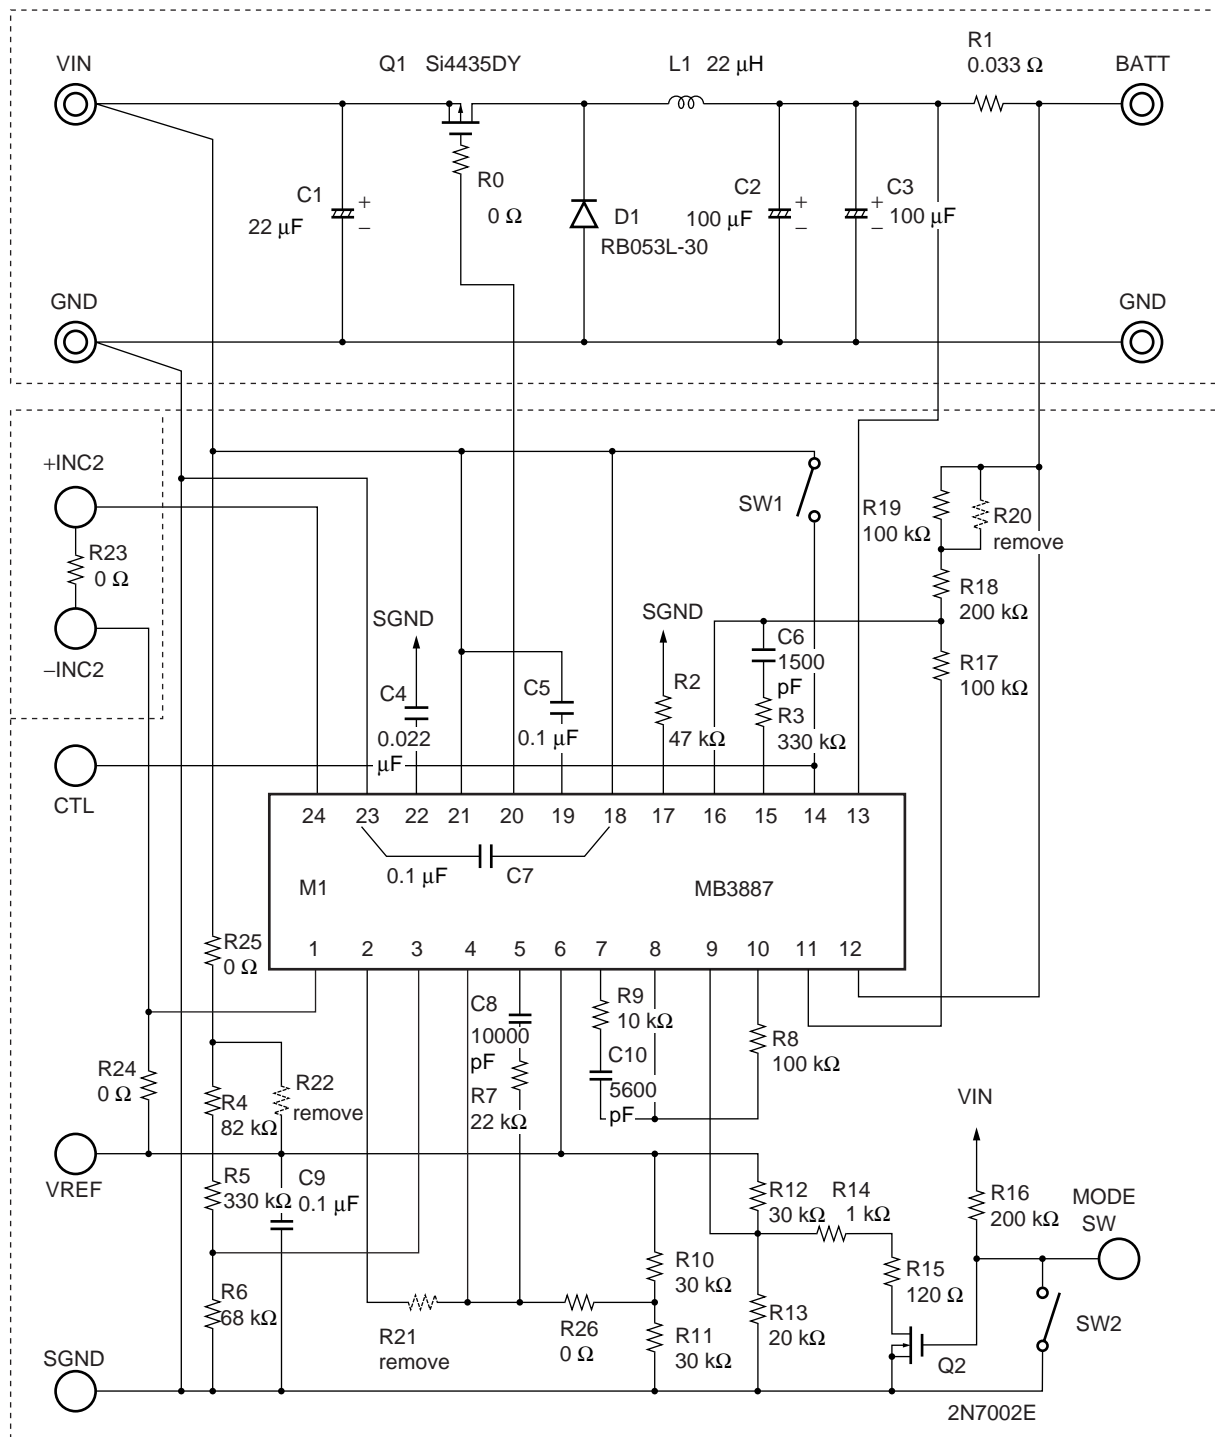 R1
VIN
Q1 Si4435DY
L1 22 µH
0.033 Ω
BATT
R0
0 Ω
C1
22 µF
+
−
D1
RB053L-30
C2
100 µF
+
−
C3
100 µF
+
−
GND
GND
+INC2
R23
0 Ω
−INC2
SW1
R19
100 kΩ
R20
remove
R18
200 kΩ
R17
100 kΩ
SGND
C4
0.022
µF
C5
0.1 µF
SGND
R2
47 kΩ
C6
1500
pF
R3
330 kΩ
CTL
24 23 22 21 20 19 18 17 16 15 14 13
0.1 µF
C7
M1
MB3887
1 2 3 4 5 6 7 8 9 10 11 12
R25
0 Ω
C8
10000
pF
R7
22 kΩ
R9
10 kΩ
C10
5600
pF
R8
100 kΩ
R24
0 Ω
R4
82 kΩ
R22
remove
VIN
VREF
R5
330 kΩ
C9
0.1 µF
R12
30 kΩ
R14
1 kΩ
R16
200 kΩ
MODE
SW
R10
30 kΩ
R15
120 Ω
R6
68 kΩ
R21
remove
R26
0 Ω
R11
30 kΩ
R13
20 kΩ
SW2
SGND
Q2
2N7002E